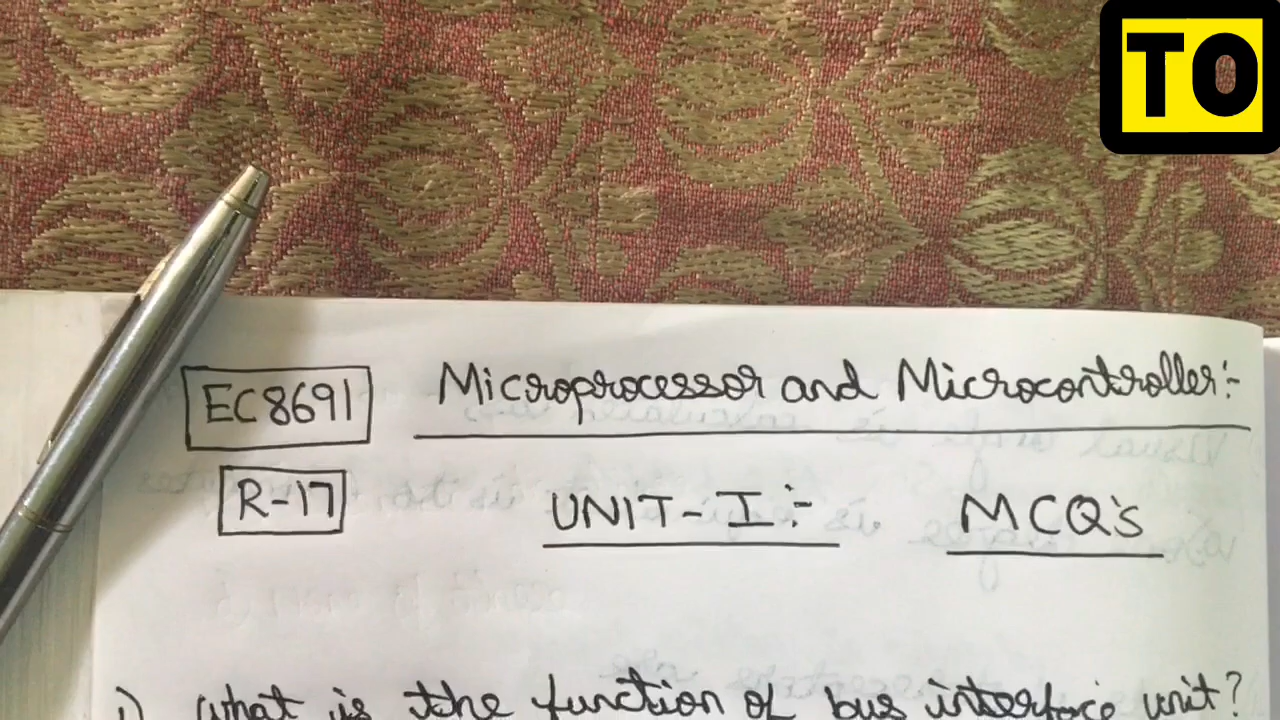 TO
EC8691 Microprocessor and Microcontroller:-
R-17 UNIT-I:- MCQ's
i) What is the function of bus interface unit?